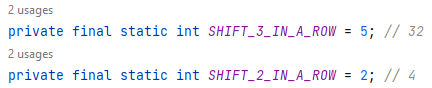 2 usages
private final static int SHIFT_3_IN_A_ROW = 5; // 32
2 usages
private final static int SHIFT_2_IN_A_ROW = 2; // 4